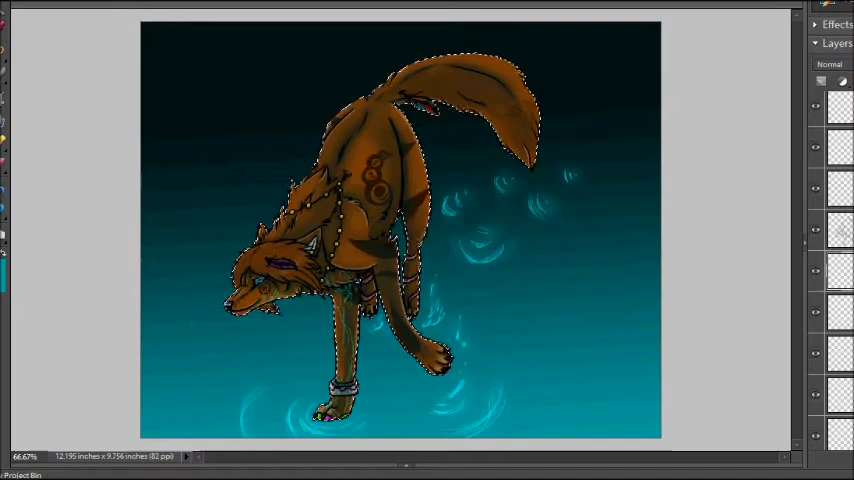 Effects
Layers
Normal
66.67%
12.195 inches x 9.756 inches (82 ppi)
Project Bin